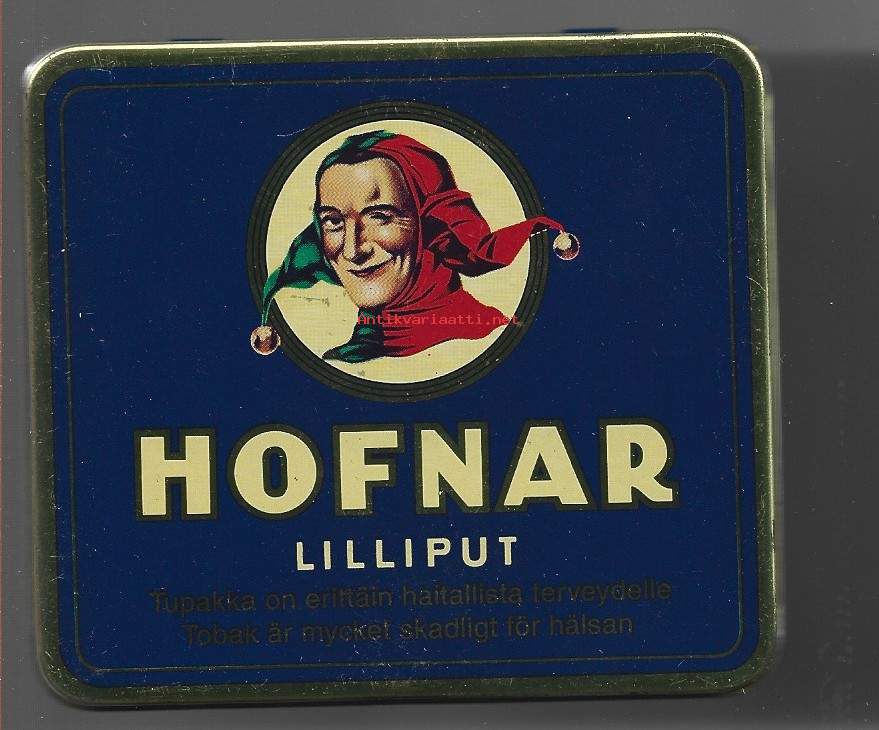 Antikvariaatti.net
HOFNAR
LILLIPUT
Tupakka on erittäin haitallista terveydelle
Tobak är mycket skadligt för hälsan